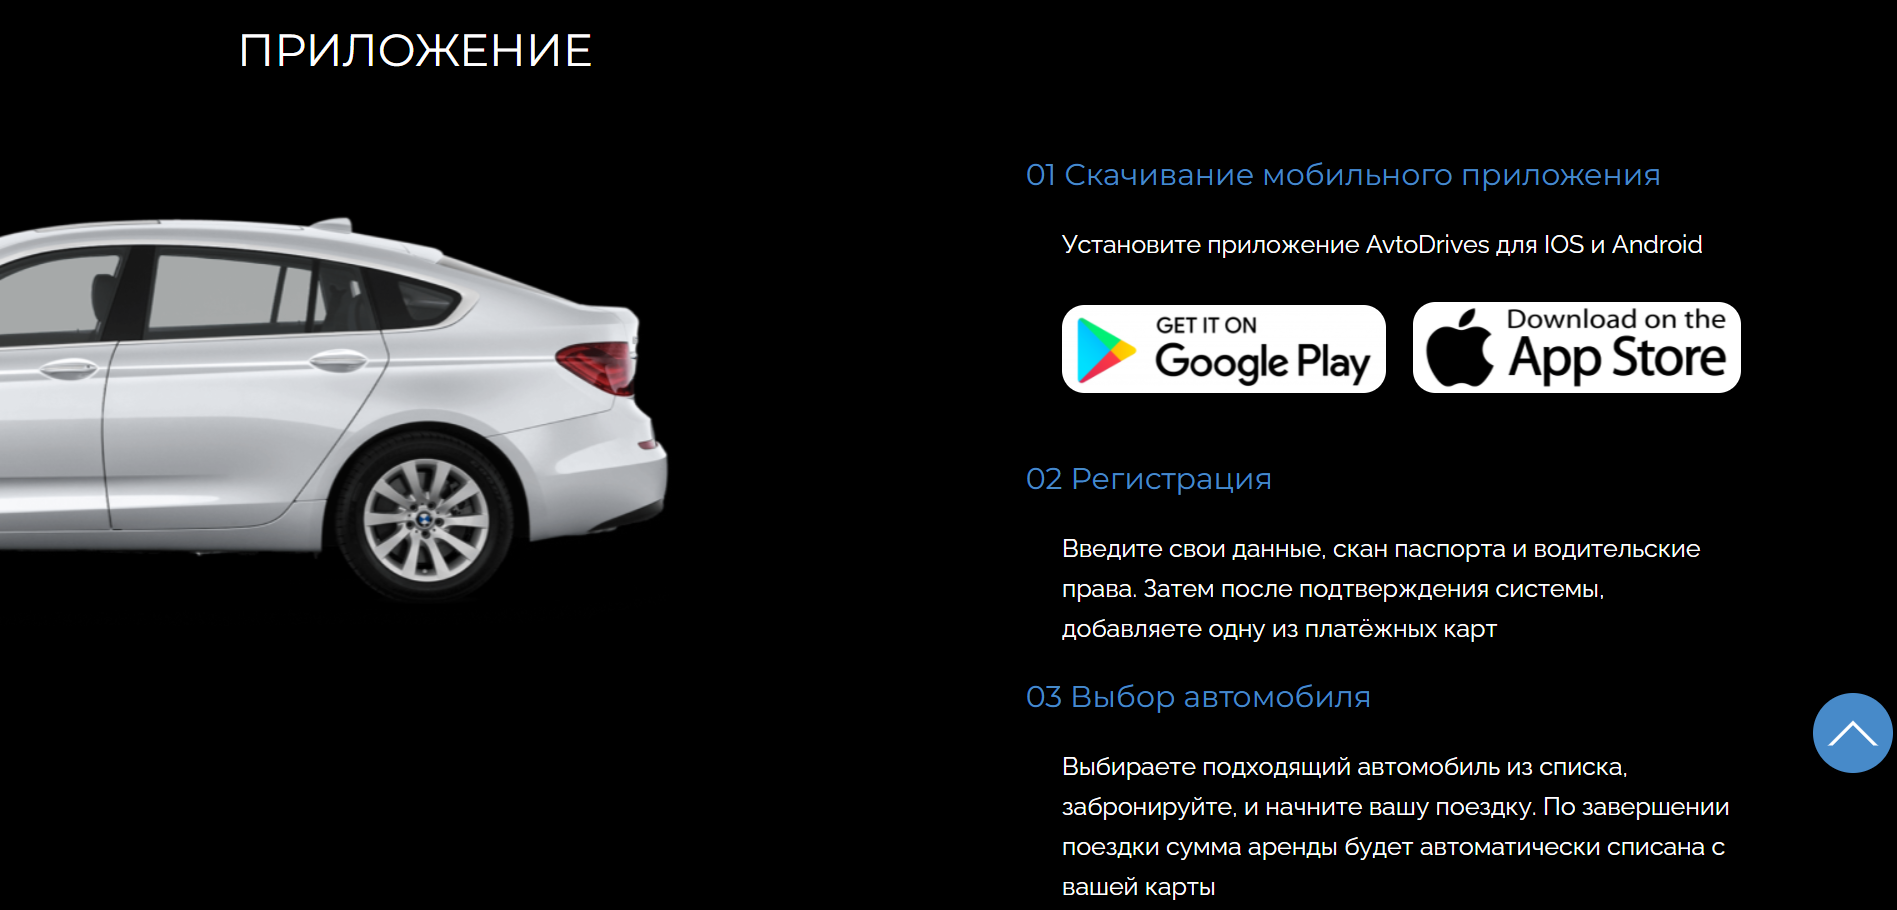 ПРИЛОЖЕНИЕ
01 Скачивание мобильного приложения
Установите приложение AvtoDrives для IOS и Android
GET IT ON
Google Play
Download on the
App Store
02 Регистрация
Введите свои данные, скан паспорта и водительские
права. Затем после подтверждения системы,
добавляете одну из платёжных карт
03 Выбор автомобиля
Выбираете подходящий автомобиль из списка,
забронируйте, и начните вашу поездку. По завершении
поездки сумма аренды будет автоматически списана с
вашей карты